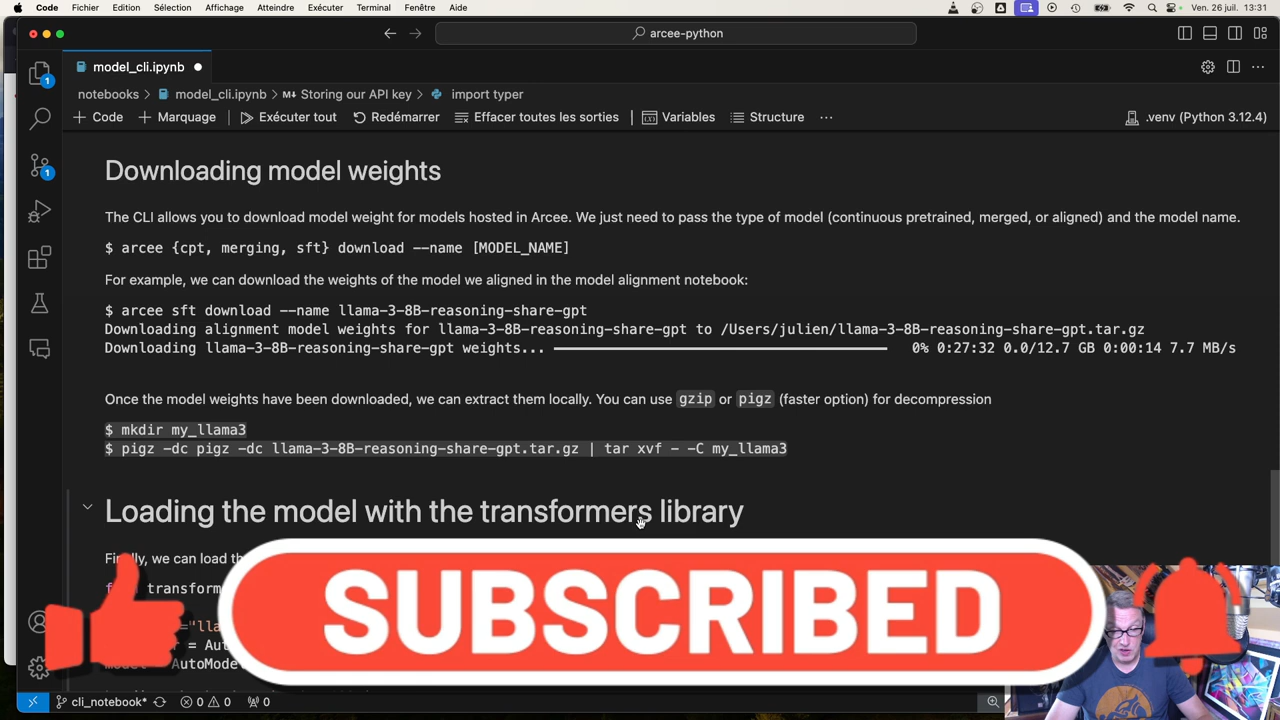 Code Fichier Edition Sélection Affichage Atteindre Exécuter Terminal Fenêtre Aide Ven. 26 juil. 13:31
arcee-python
model_cli.ipynb
notebooks > model_cli.ipynb > M↓ Storing our API key > import typer
+ Code + Marque Exécuter tout Redémarrer Effacer toutes les sorties Variables Structure ... .venv (Python 3.12.4)
Downloading model weights
The CLI allows you to download model weight for models hosted in Arcee. We just need to pass the type of model (continuous pretrained, merged, or aligned) and the model name.
$ arcee {cpt, merging, sft} download --name [MODEL_NAME]
For example, we can download the weights of the model we aligned in the model alignment notebook:
$ arcee sft download --name llama-3-8B-reasoning-share-gpt
Downloading alignment model weights for llama-3-8B-reasoning-share-gpt to /Users/julien/llama-3-8B-reasoning-share-gpt.tar.gz
Downloading llama-3-8B-reasoning-share-gpt weights... 0% 0:27:32 0.0/12.7 GB 0:00:14 7.7 MB/s
Once the model weights have been downloaded, we can extract them locally. You can use gzip or pigz (faster option) for decompression
$ mkdir my_llama3
$ pigz -dc pigz -dc llama-3-8B-reasoning-share-gpt.tar.gz | tar xvf - -C my_llama3
Loading the model with the transformers library
we can load
transform
SUBSCRIBED
"lla
r = Aut
AutoModel
cli_notebook* 0 0 0
1
1